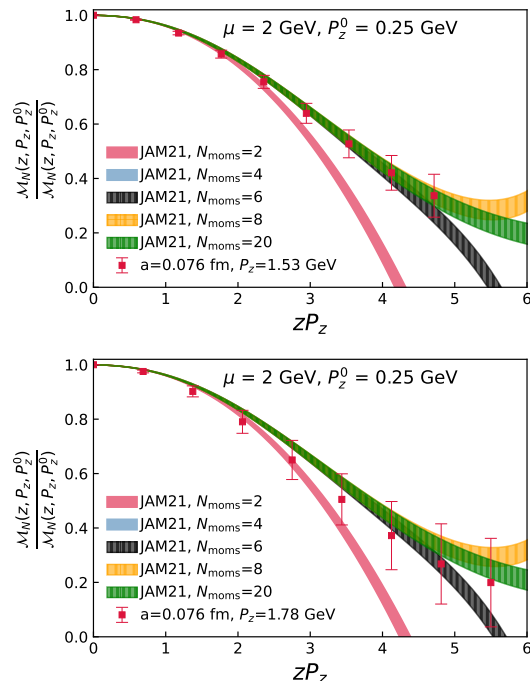 μ = 2 GeV, P_z^0 = 0.25 GeV
1.0
0.8
0.6
0.4
0.2
0.0
M_N(z, P_z, P_z^0)
M_N(z, P_z^0, P_z^0)
JAM21, N_moms=2
JAM21, N_moms=4
JAM21, N_moms=6
JAM21, N_moms=8
JAM21, N_moms=20
a=0.076 fm, P_z=1.53 GeV
0 1 2 3 4 5 6
zP_z
μ = 2 GeV, P_z^0 = 0.25 GeV
1.0
0.8
0.6
0.4
0.2
0.0
M_N(z, P_z, P_z^0)
M_N(z, P_z^0, P_z^0)
JAM21, N_moms=2
JAM21, N_moms=4
JAM21, N_moms=6
JAM21, N_moms=8
JAM21, N_moms=20
a=0.076 fm, P_z=1.78 GeV
0 1 2 3 4 5 6
zP_z